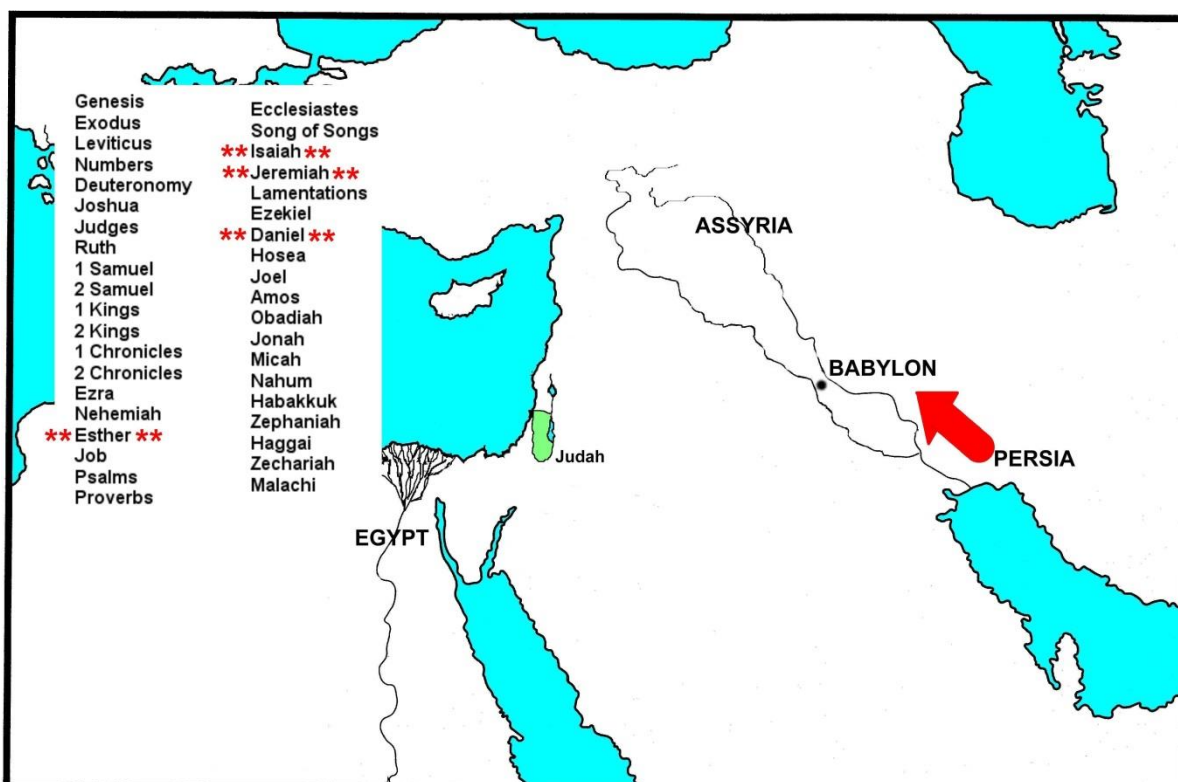 Genesis
Exodus
Leviticus
Numbers
Deuteronomy
Joshua
Judges
Ruth
1 Samuel
2 Samuel
1 Kings
2 Kings
1 Chronicles
2 Chronicles
Ezra
Nehemiah
** Esther **
Job
Psalms
Proverbs
Ecclesiastes
Song of Songs
** Isaiah **
** Jeremiah **
Lamentations
Ezekiel
** Daniel **
Hosea
Joel
Amos
Obadiah
Jonah
Micah
Nahum
Habakkuk
Zephaniah
Haggai
Zechariah
Malachi
ASSYRIA
BABYLON
PERSIA
Judah
EGYPT